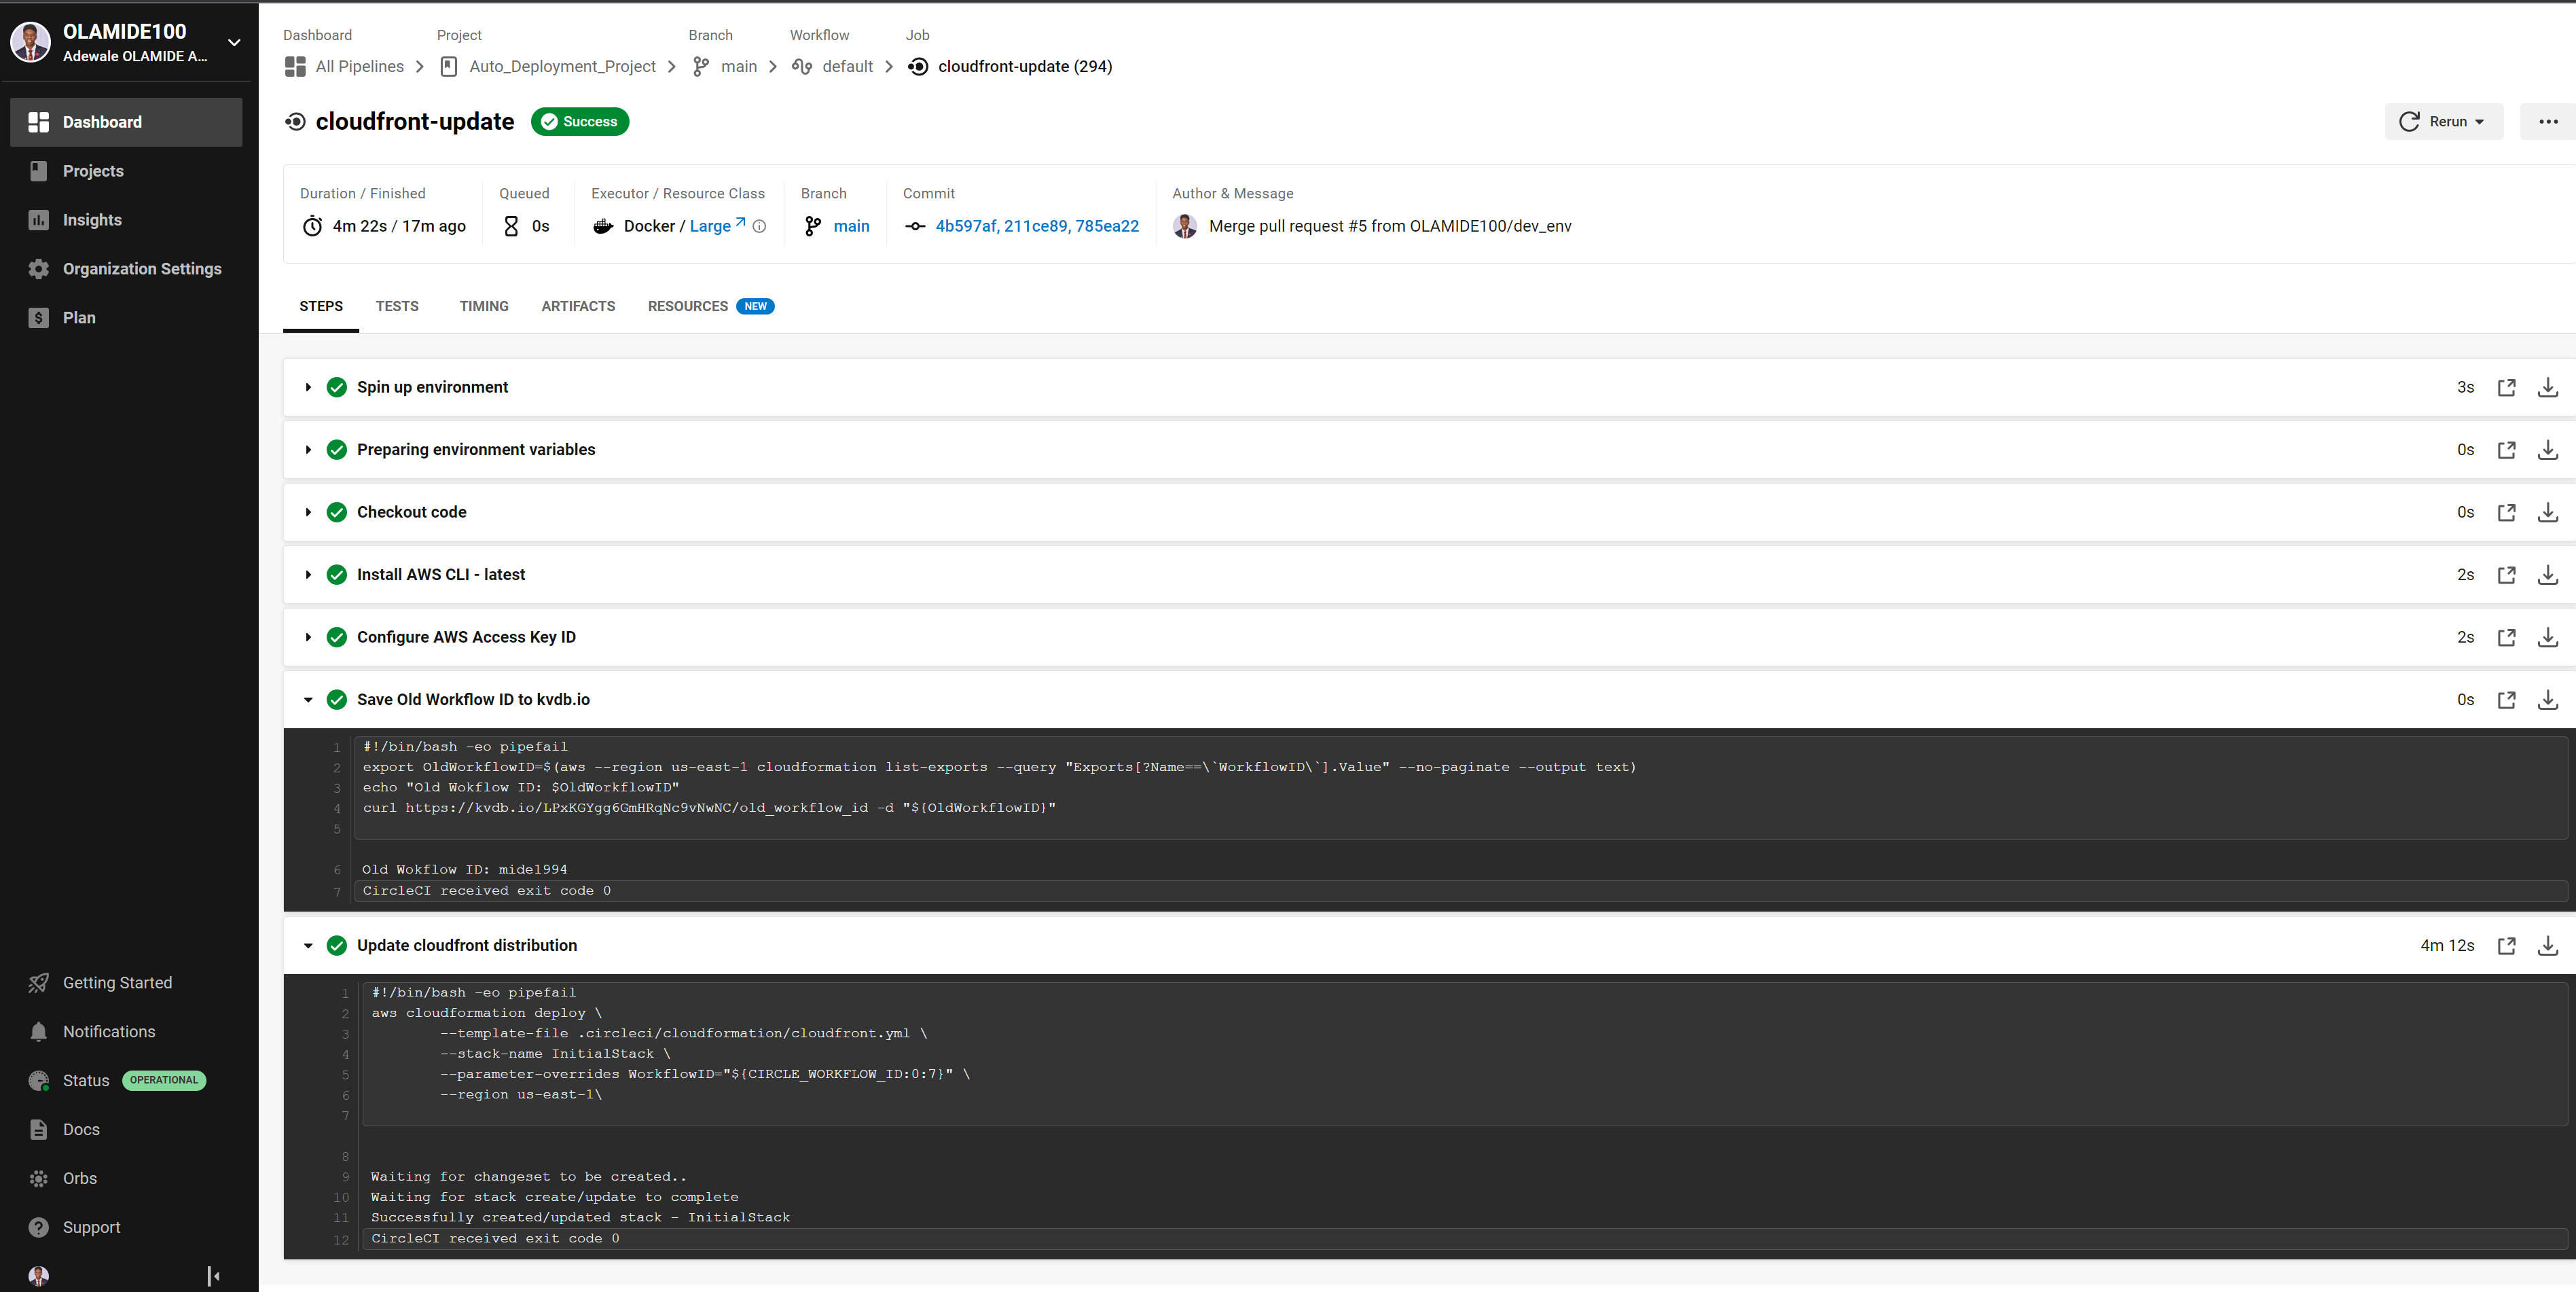 OLAMIDE100
Adewale OLAMIDE A...
Dashboard
Projects
Insights
Organization Settings
Plan
Getting Started
Notifications
Status OPERATIONAL
Docs
Orbs
Support
Dashboard Project Branch Workflow Job
All Pipelines Auto_Deployment_Project main default cloudfront-update (294)
cloudfront-update Success
Rerun
Duration / Finished Queued Executor / Resource Class Branch Commit Author & Message
4m 22s / 17m ago 0s Docker / Large main 4b597af, 211ce89, 785ea22 Merge pull request #5 from OLAMIDE100/dev_env
STEPS TESTS TIMING ARTIFACTS RESOURCES NEW
Spin up environment 3s
Preparing environment variables 0s
Checkout code 0s
Install AWS CLI - latest 2s
Configure AWS Access Key ID 2s
Save Old Workflow ID to kvdb.io 0s
1 #!/bin/bash -eo pipefail
2 export OldWorkflowID=$(aws --region us-east-1 cloudformation list-exports --query "Exports[?Name==\`WorkflowID\`].Value" --no-paginate --output text)
3 echo "Old Wokflow ID: $OldWorkflowID"
4 curl https://kvdb.io/LPxKGYgg6GmHRqNc9vNwNC/old_workflow_id -d "${OldWorkflowID}"
5
6 Old Wokflow ID: mide1994
7 CircleCI received exit code 0
Update cloudfront distribution 4m 12s
1 #!/bin/bash -eo pipefail
2 aws cloudformation deploy \
3 --template-file .circleci/cloudformation/cloudfront.yml \
4 --stack-name InitialStack \
5 --parameter-overrides WorkflowID="${CIRCLE_WORKFLOW_ID:0:7}" \
6 --region us-east-1\
7
8
9 Waiting for changeset to be created..
10 Waiting for stack create/update to complete
11 Successfully created/updated stack - InitialStack
12 CircleCI received exit code 0